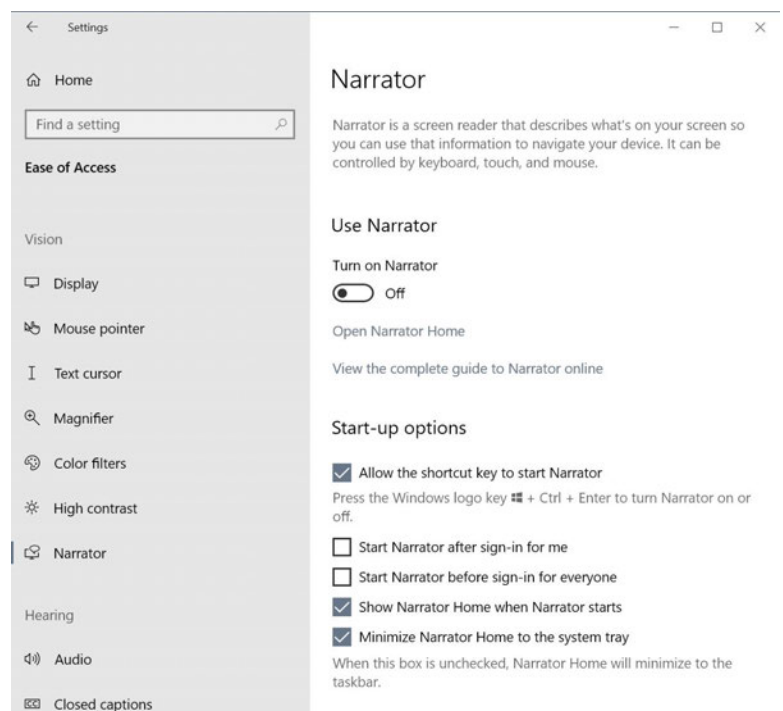 Settings
Home
Find a setting
Ease of Access
Vision
Display
Mouse pointer
Text cursor
Magnifier
Color filters
High contrast
Narrator
Hearing
Audio
Closed captions
Narrator
Narrator is a screen reader that describes what's on your screen so
you can use that information to navigate your device. It can be
controlled by keyboard, touch, and mouse.
Use Narrator
Turn on Narrator
Off
Open Narrator Home
View the complete guide to Narrator online
Start-up options
Allow the shortcut key to start Narrator
Press the Windows logo key + Ctrl + Enter to turn Narrator on or
off.
Start Narrator after sign-in for me
Start Narrator before sign-in for everyone
Show Narrator Home when Narrator starts
Minimize Narrator Home to the system tray
When this box is unchecked, Narrator Home will minimize to the
taskbar.